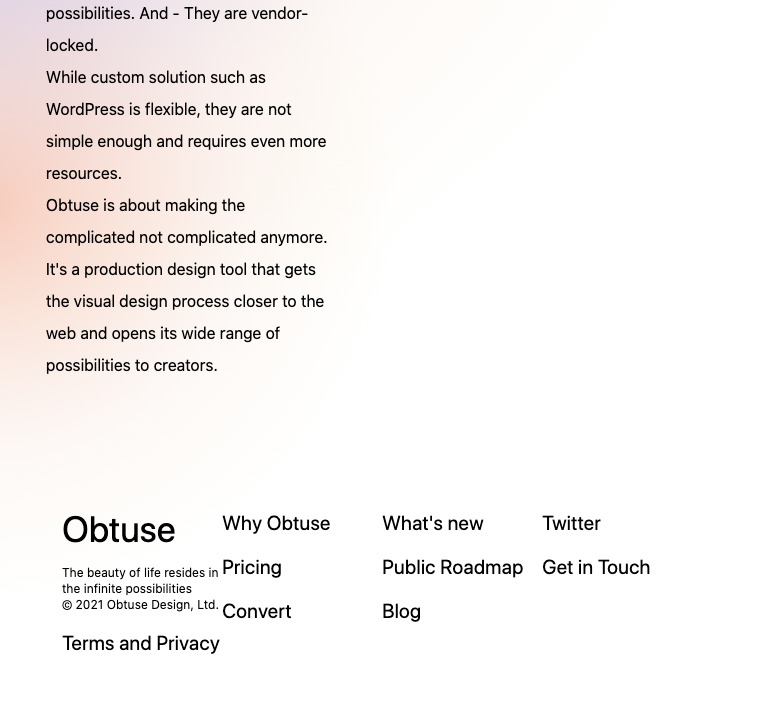 possibilities. And - They are vendor-
locked.
While custom solution such as
WordPress is flexible, they are not
simple enough and requires even more
resources.
Obtuse is about making the
complicated not complicated anymore.
It's a production design tool that gets
the visual design process closer to the
web and opens its wide range of
possibilities to creators.
Obtuse
The beauty of life resides in
the infinite possibilities
© 2021 Obtuse Design, Ltd.
Terms and Privacy
Why Obtuse
Pricing
Convert
What's new
Public Roadmap
Blog
Twitter
Get in Touch